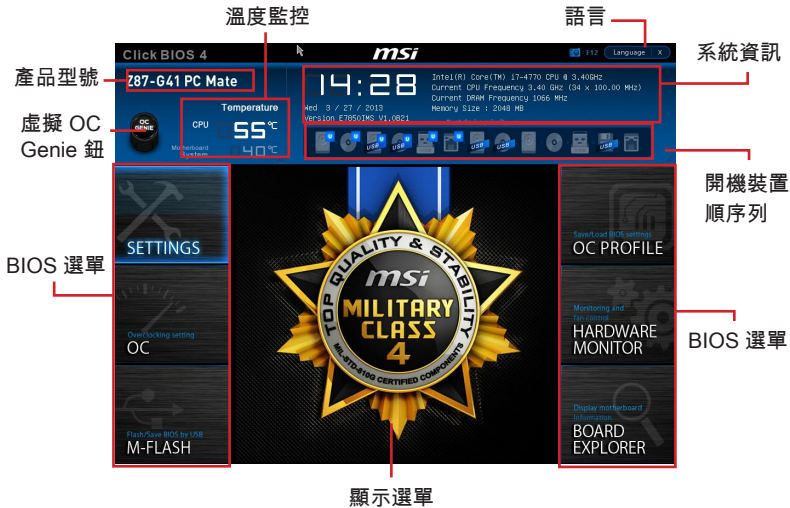 溫度監控
語言
Click BIOS 4
msi
F12
Language
X
系統資訊
產品型號
Z87-G41 PC Mate
14:28
Intel(R) Core(TM) i7-4770 CPU @ 3.40GHz
Current CPU Frequency 3.40 GHz (34 x 100.00 MHz)
Current DRAM Frequency 1066 MHz
Memory Size : 2048 MB
Wed 3 / 27 / 2013
Version E7850IMS V1.0B21
Temperature
CPU 55°C
Motherboard
System 40°C
OC
GENIE
虛擬 OC
Genie 鈕
U U U U U U
USB USB USB USB USB
開機裝置
順序列
SETTINGS
Save/Load BIOS settings
OC PROFILE
TOP QUALITY & STABILITY
msi
MILITARY
CLASS
4
MIL-STD-810G CERTIFIED COMPONENTS
BIOS 選單
BIOS 選單
Overclocking setting
OC
Monitoring and
fan control
HARDWARE
MONITOR
Flash/Save BIOS by USB
M-FLASH
Display motherboard
Information
BOARD
EXPLORER
顯示選單